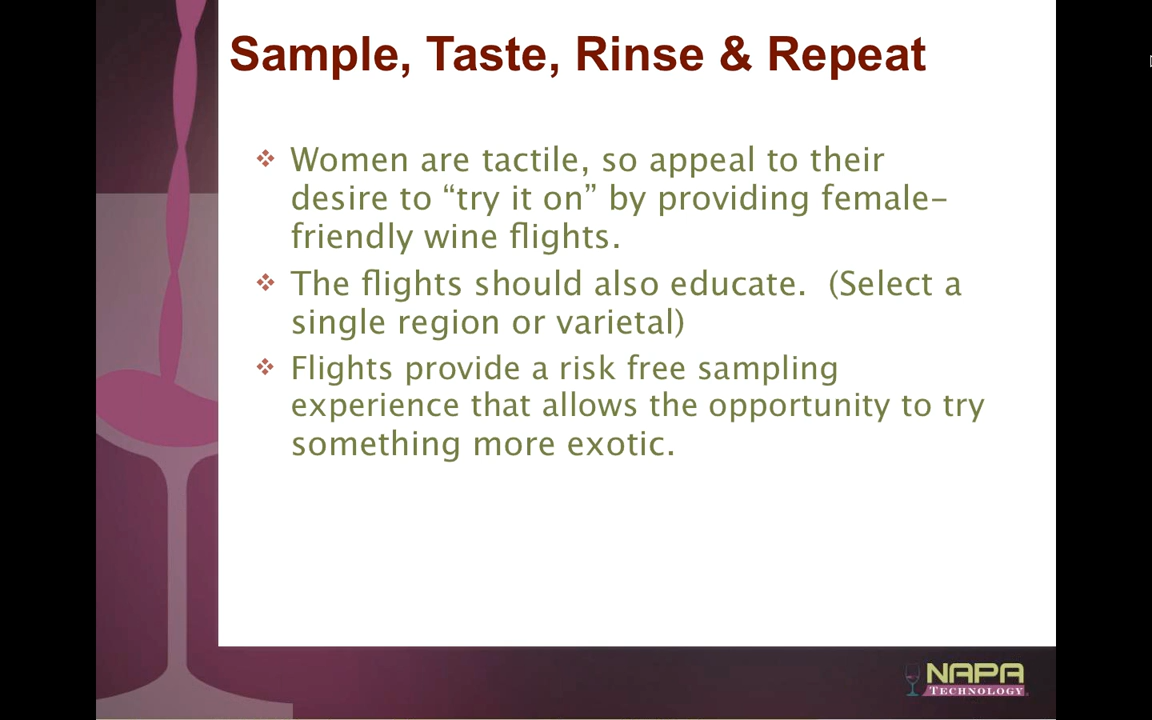 Sample, Taste, Rinse & Repeat
❖ Women are tactile, so appeal to their
desire to “try it on” by providing female-
friendly wine flights.
❖ The flights should also educate.  (Select a
single region or varietal)
❖ Flights provide a risk free sampling
experience that allows the opportunity to try
something more exotic.
NAPA
TECHNOLOGY